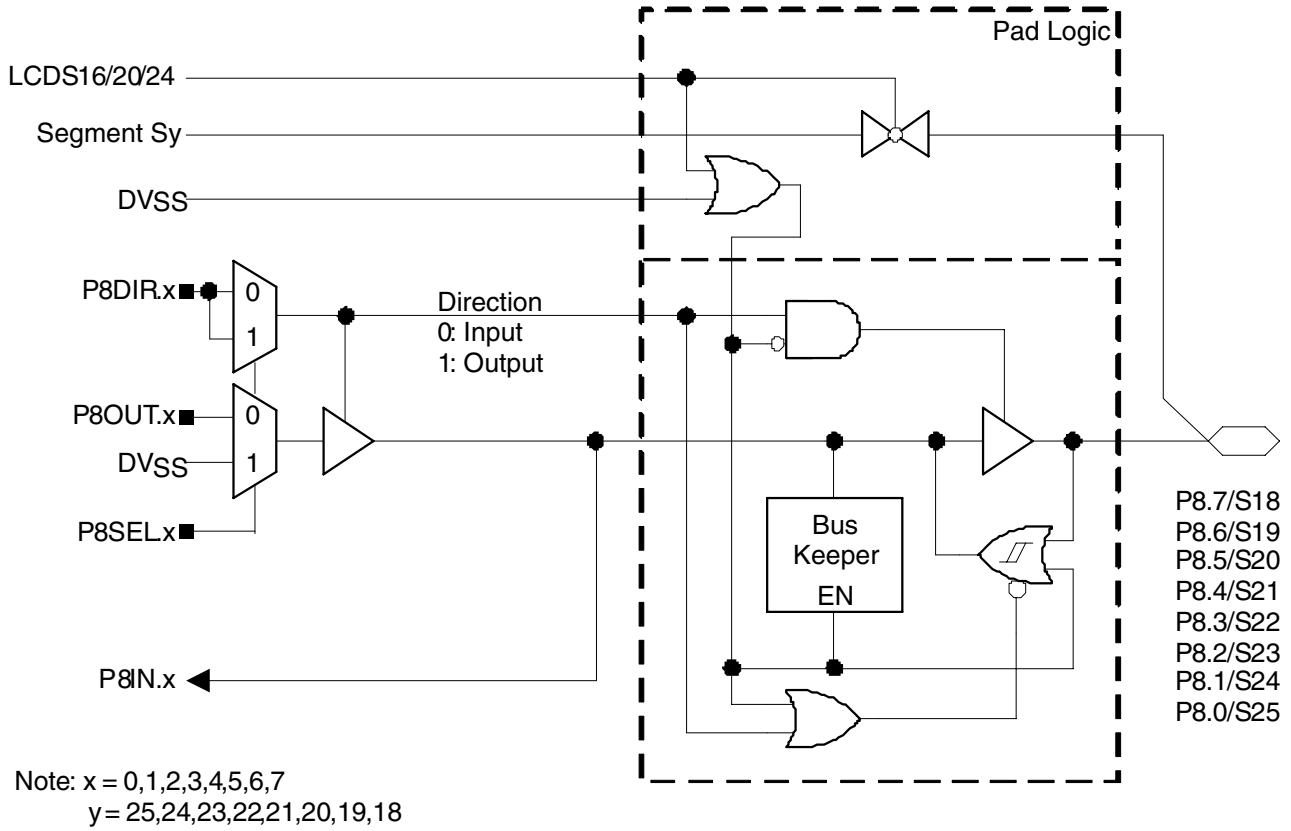 Pad Logic
LCDS16/20/24
Segment Sy
DVSS
P8DIR.x
0
1
Direction
0: Input
1: Output
P8OUT.x
0
DVSS
1
P8SEL.x
Bus
Keeper
EN
P8IN.x
P8.7/S18
P8.6/S19
P8.5/S20
P8.4/S21
P8.3/S22
P8.2/S23
P8.1/S24
P8.0/S25
Note: x = 0,1,2,3,4,5,6,7
y = 25,24,23,22,21,20,19,18